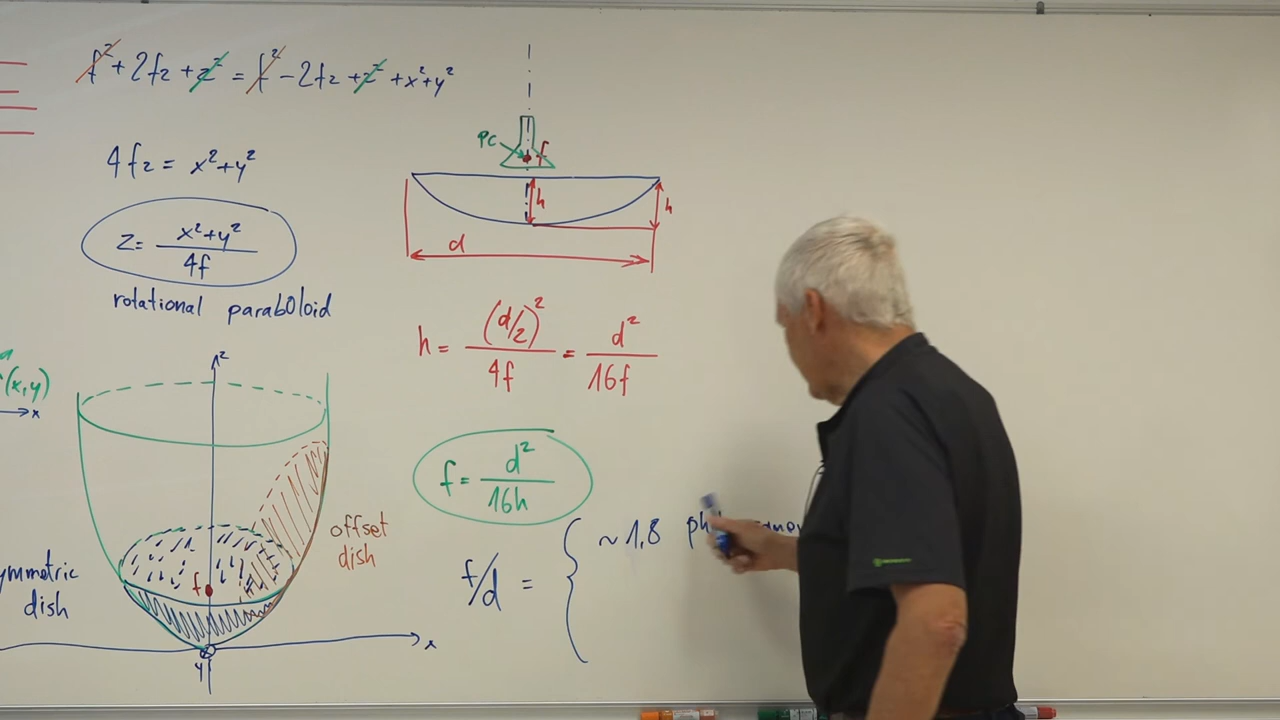 f² + 2fz + z² = f² - 2fz + z² + x² + y²
4fz = x² + y²
z = (x² + y²) / 4f
rotational paraboloid
PC
f
h
h
d
h = (d/2)² / 4f = d² / 16f
f = d² / 16h
(x,y)
x
z
offset
dish
f
ymmetric
dish
x
y
f/d = { ~1,8